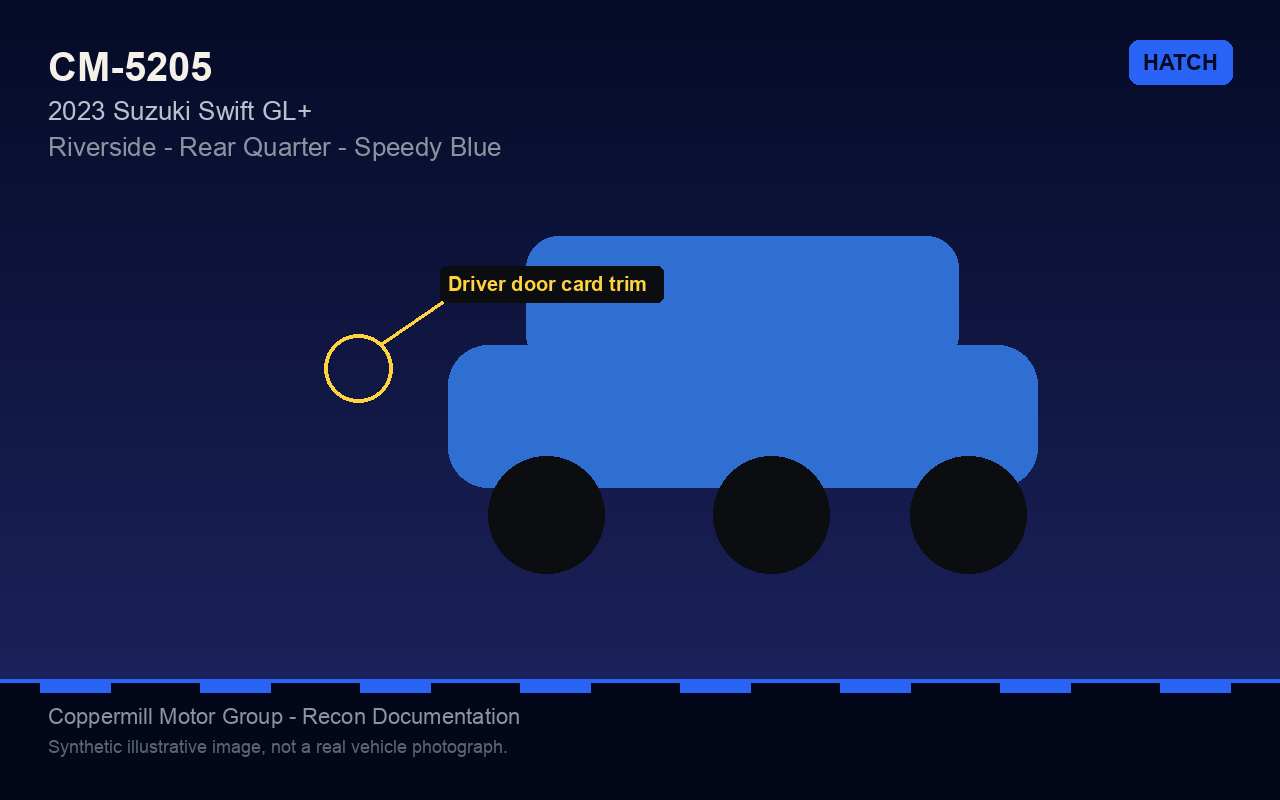 CM-5205
HATCH
2023 Suzuki Swift GL+
Riverside - Rear Quarter - Speedy Blue
Driver door card trim
Coppermill Motor Group - Recon Documentation
Synthetic illustrative image, not a real vehicle photograph.